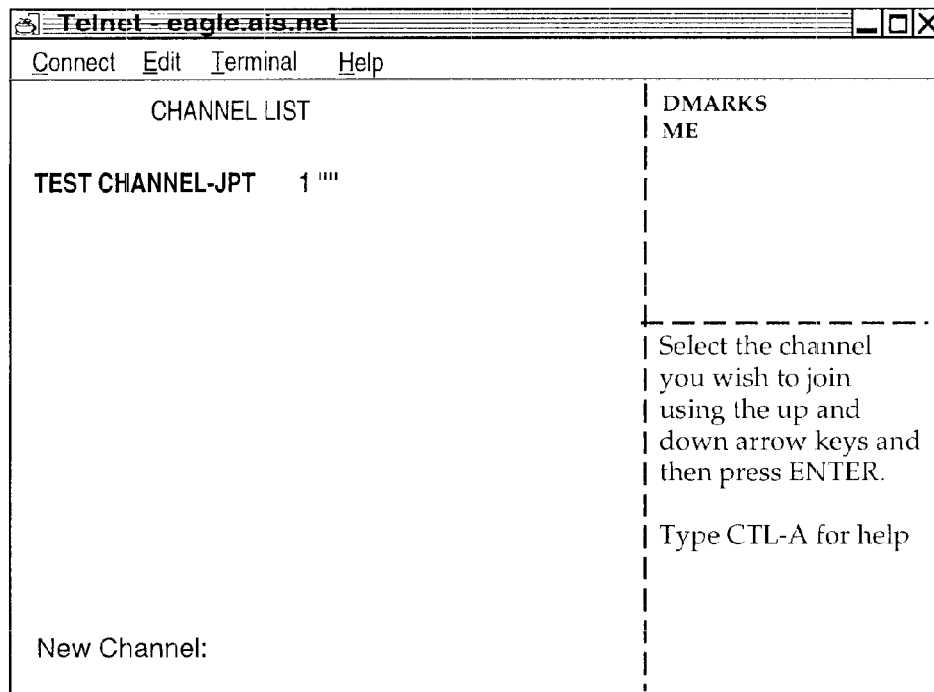 Telnet - eagle.ais.net
Connect Edit Terminal Help
CHANNEL LIST
TEST CHANNEL-JPT 1 ""
DMARKS
ME
Select the channel
you wish to join
using the up and
down arrow keys and
then press ENTER.
Type CTL-A for help
New Channel: